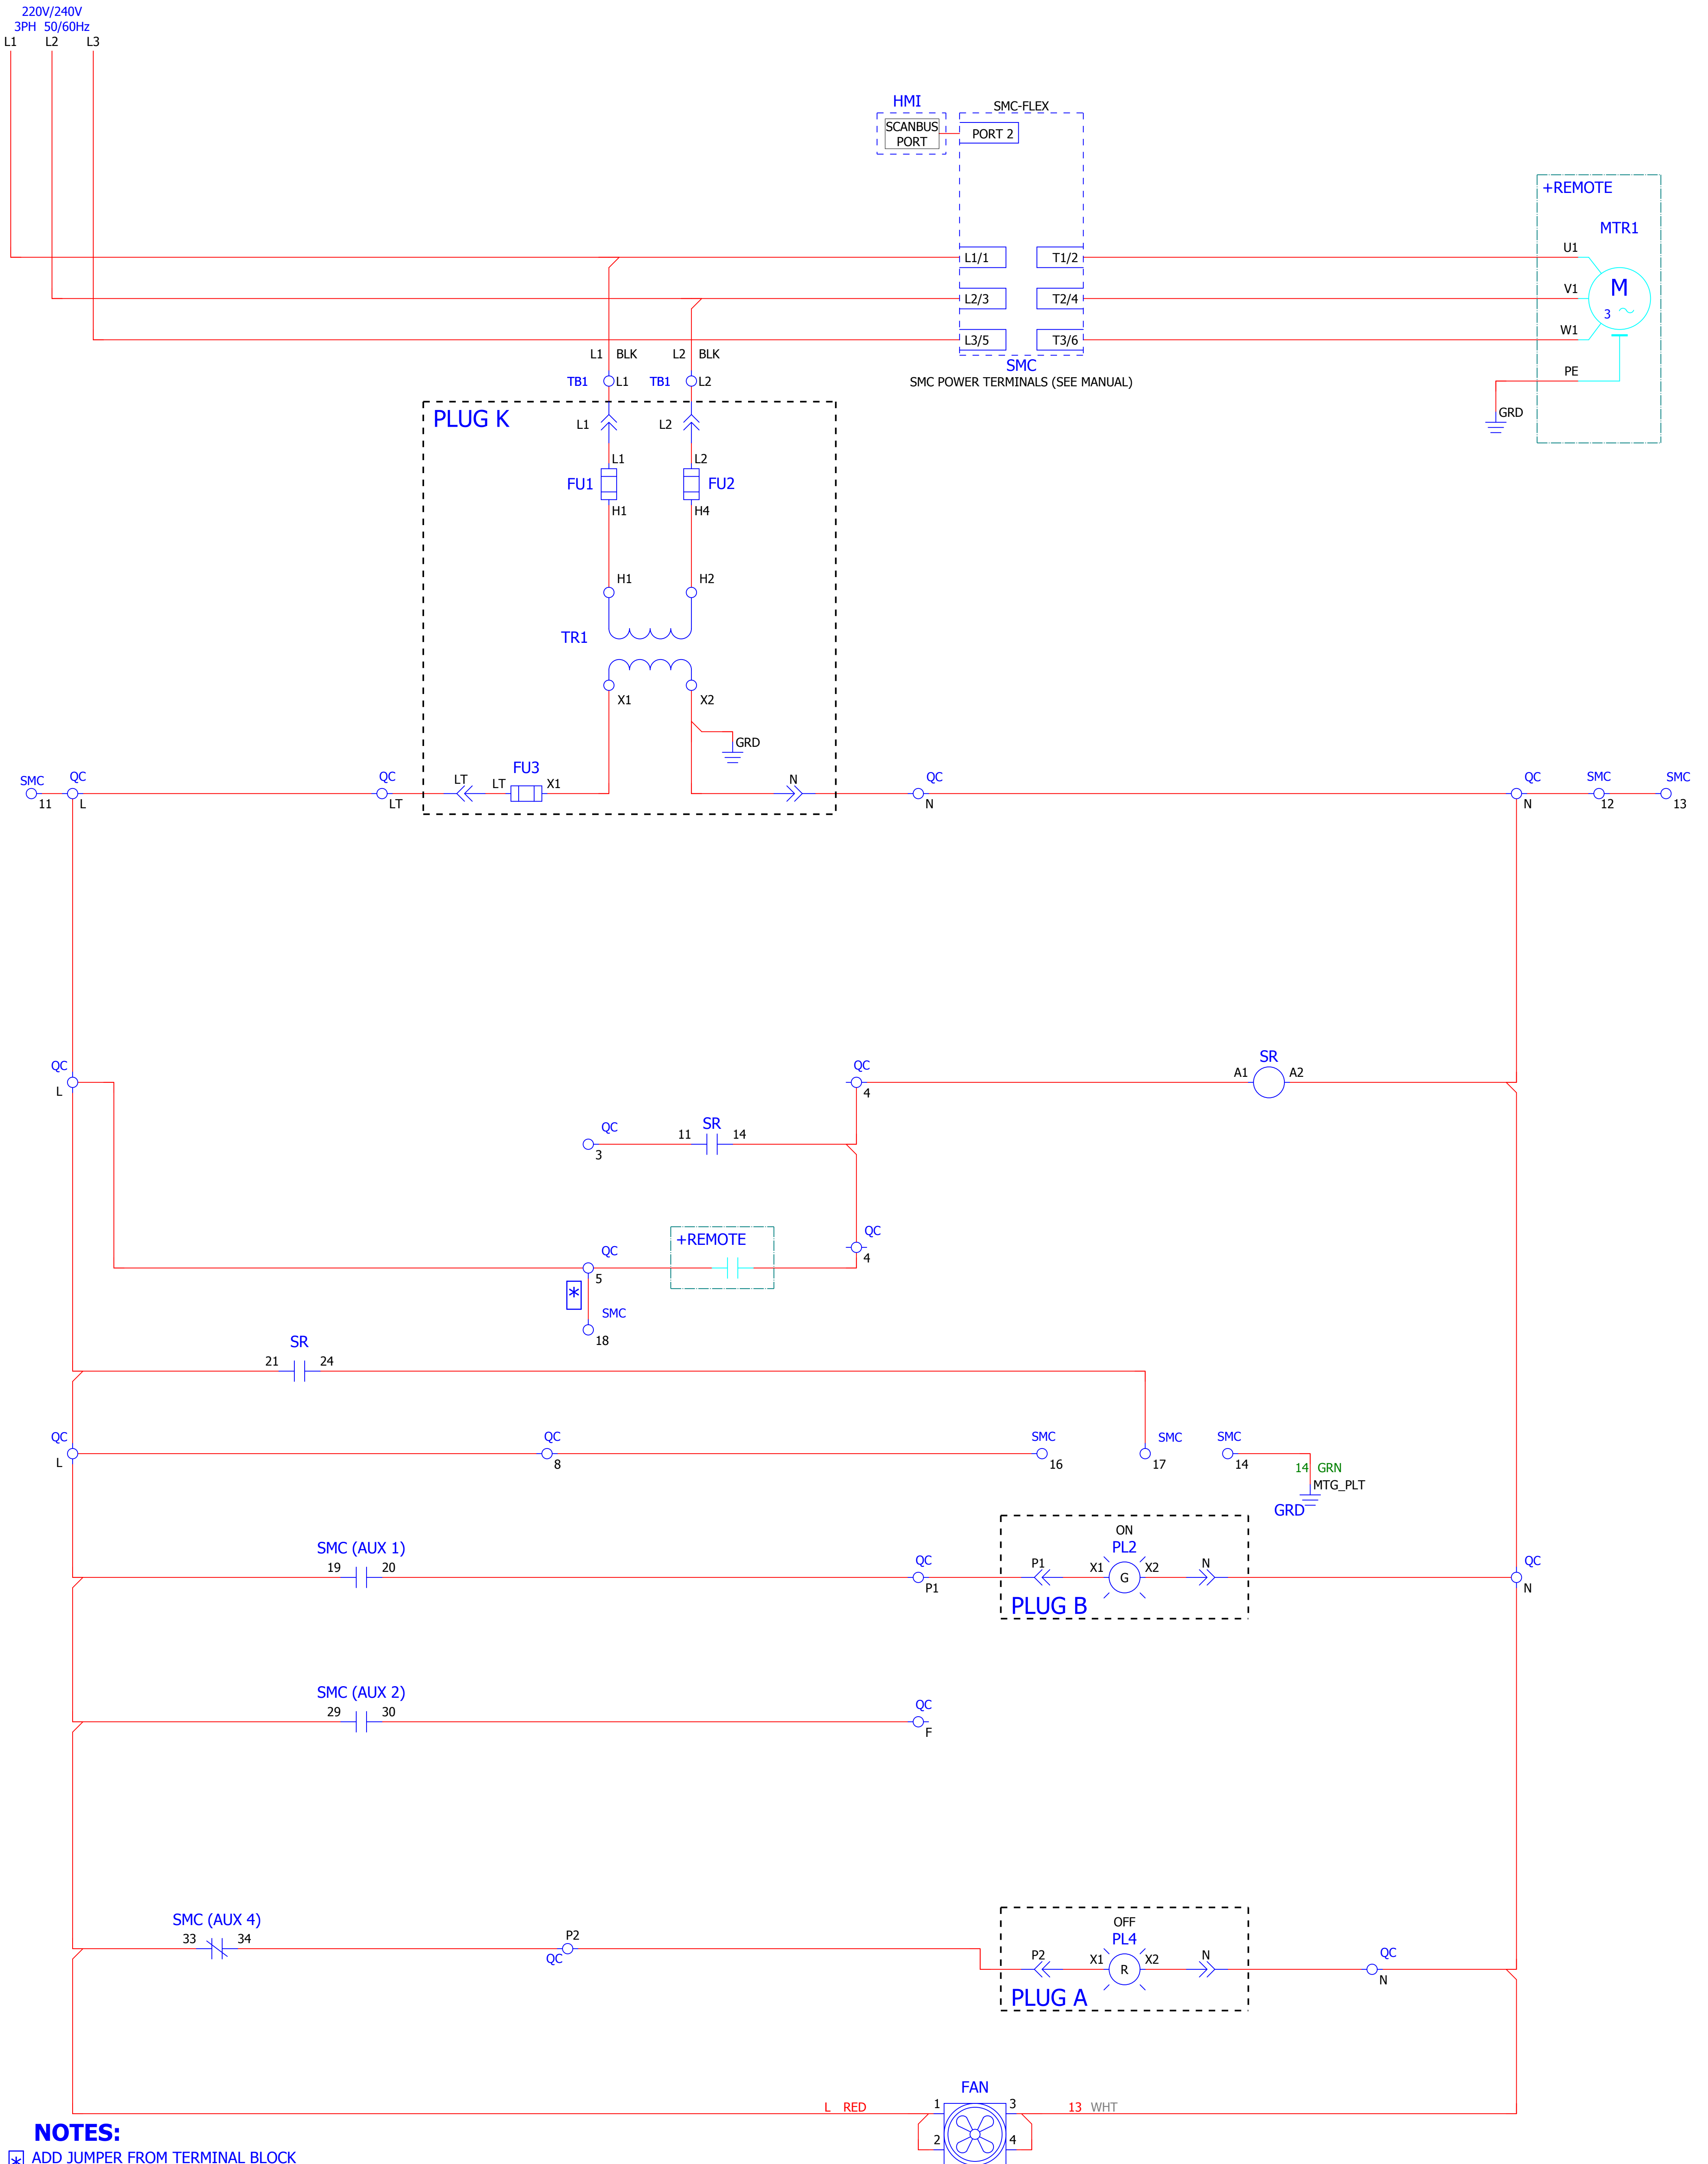 220V/240V
3PH 50/60Hz
L1 L2 L3
HMI
SCANBUS
PORT
SMC-FLEX
PORT 2
+REMOTE
MTR1
L1/1 T1/2 U1
L2/3 T2/4 V1
M
3
L3/5 T3/6 W1
SMC
SMC POWER TERMINALS (SEE MANUAL)
PE
GRD
L1 BLK L2 BLK
TB1 L1 TB1 L2
PLUG K
L1 L2
L1 L2
FU1 FU2
H1 H4
H1 H2
TR1
X1 X2
GRD
SMC QC QC LT LT FU3 X1 N QC QC SMC SMC
11 L LT N N 12 13
QC QC SR
L 4 A1 A2
QC SR
3 11 14
QC
4
QC +REMOTE
5
*
SMC
18
SR
21 24
QC QC SMC SMC SMC
L 8 16 17 14
14 GRN
MTG_PLT
GRD
SMC (AUX 1)
19 20
QC
P1
ON
PL2
P1 X1 G X2 N
PLUG B
QC
N
SMC (AUX 2)
29 30
QC
F
SMC (AUX 4)
33 34
P2
QC
OFF
PL4
P2 X1 R X2 N
PLUG A
QC
N
FAN
L RED 1 3 13 WHT
2 4
NOTES:
* ADD JUMPER FROM TERMINAL BLOCK